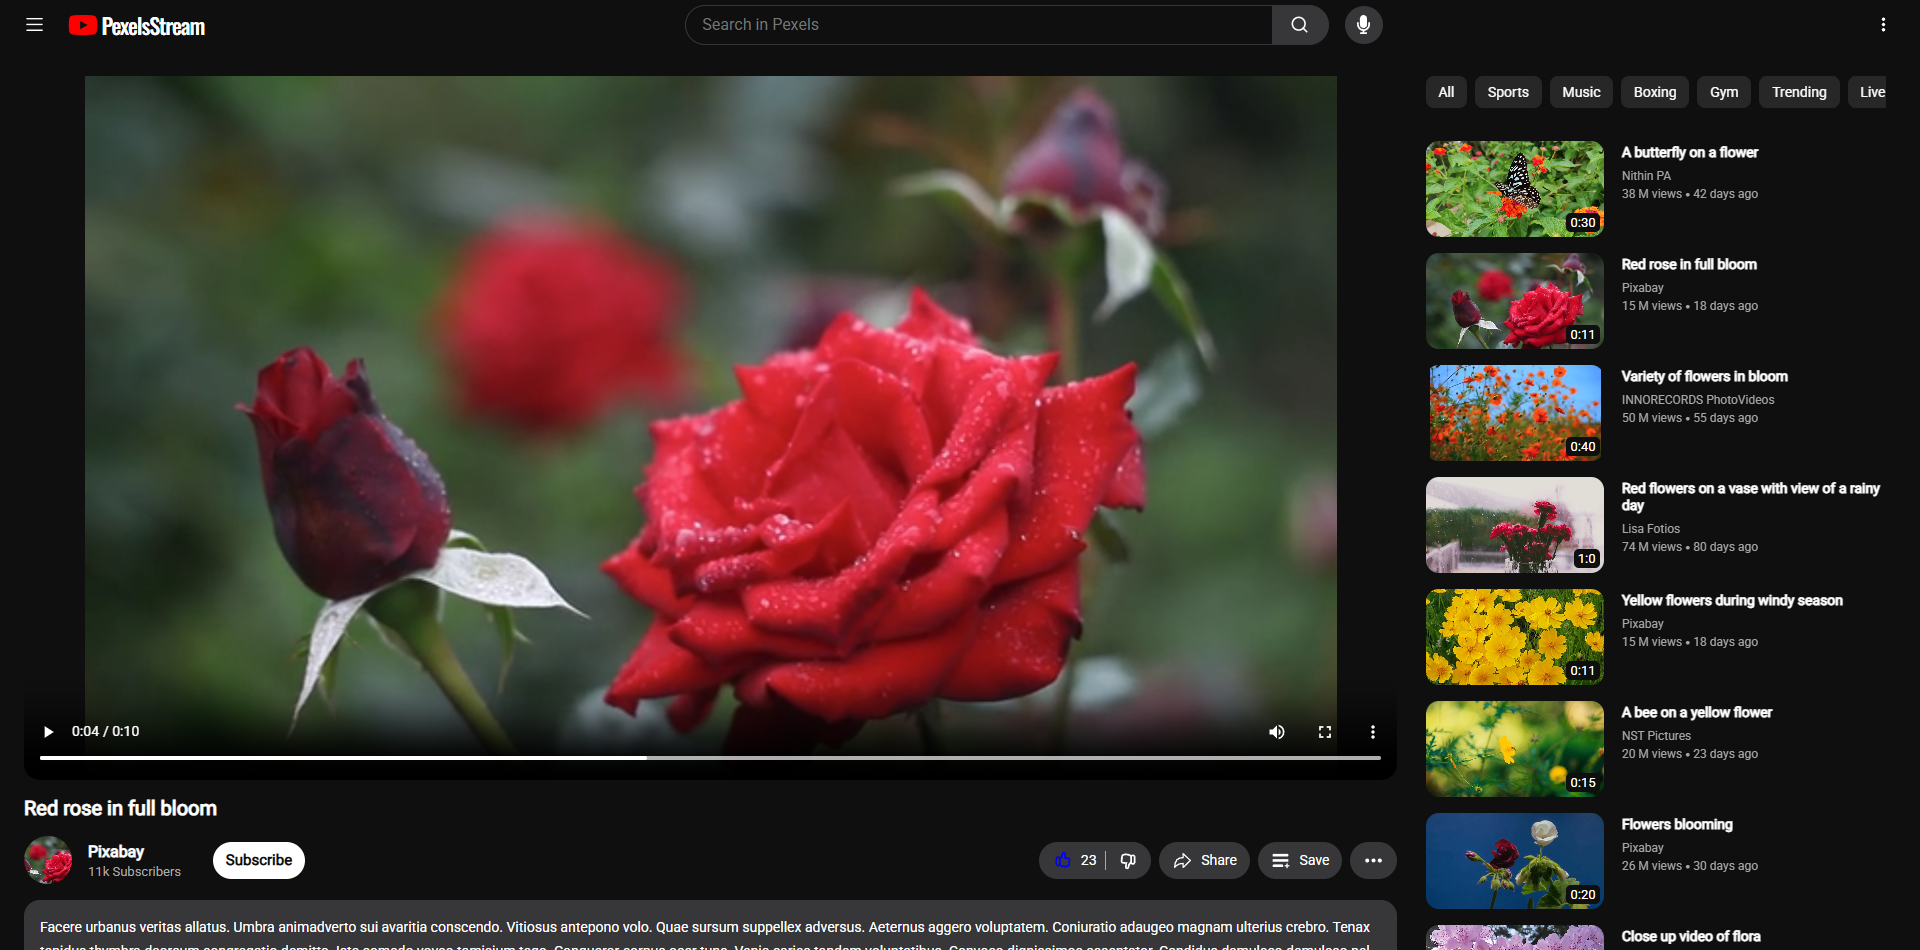 PexelsStream
Search in Pexels
All Sports Music Boxing Gym Trending Live
0:04 / 0:10
Red rose in full bloom
Pixabay
11k Subscribers
Subscribe
23
Share
Save
Facere urbanus veritas allatus. Umbra animadverto sui avaritia conscendo. Vitiosus antepono volo. Quae sursum suppellex adversus. Aeternus aggero voluptatem. Coniuratio adaugeo magnam ulterius crebro. Tenax
0:30
A butterfly on a flower
Nithin PA
38 M views • 42 days ago
0:11
Red rose in full bloom
Pixabay
15 M views • 18 days ago
0:40
Variety of flowers in bloom
INNORECORDS PhotoVideos
50 M views • 55 days ago
1:0
Red flowers on a vase with view of a rainy
day
Lisa Fotios
74 M views • 80 days ago
0:11
Yellow flowers during windy season
Pixabay
15 M views • 18 days ago
0:15
A bee on a yellow flower
NST Pictures
20 M views • 23 days ago
0:20
Flowers blooming
Pixabay
26 M views • 30 days ago
Close up video of flora